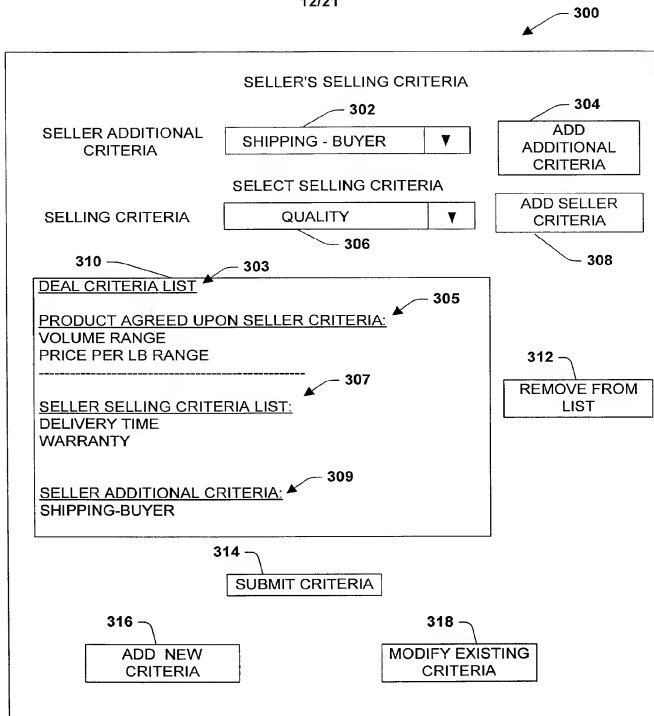 12/21
300
SELLER'S SELLING CRITERIA
302
304
SELLER ADDITIONAL
CRITERIA
SHIPPING - BUYER
▼
ADD
ADDITIONAL
CRITERIA
SELECT SELLING CRITERIA
SELLING CRITERIA
QUALITY
▼
ADD SELLER
CRITERIA
306
308
310
303
DEAL CRITERIA LIST
305
PRODUCT AGREED UPON SELLER CRITERIA:
VOLUME RANGE
PRICE PER LB RANGE
----------------------------------------------------
307
312
REMOVE FROM
LIST
SELLER SELLING CRITERIA LIST:
DELIVERY TIME
WARRANTY
309
SELLER ADDITIONAL CRITERIA:
SHIPPING-BUYER
314
SUBMIT CRITERIA
316
318
ADD NEW
CRITERIA
MODIFY EXISTING
CRITERIA